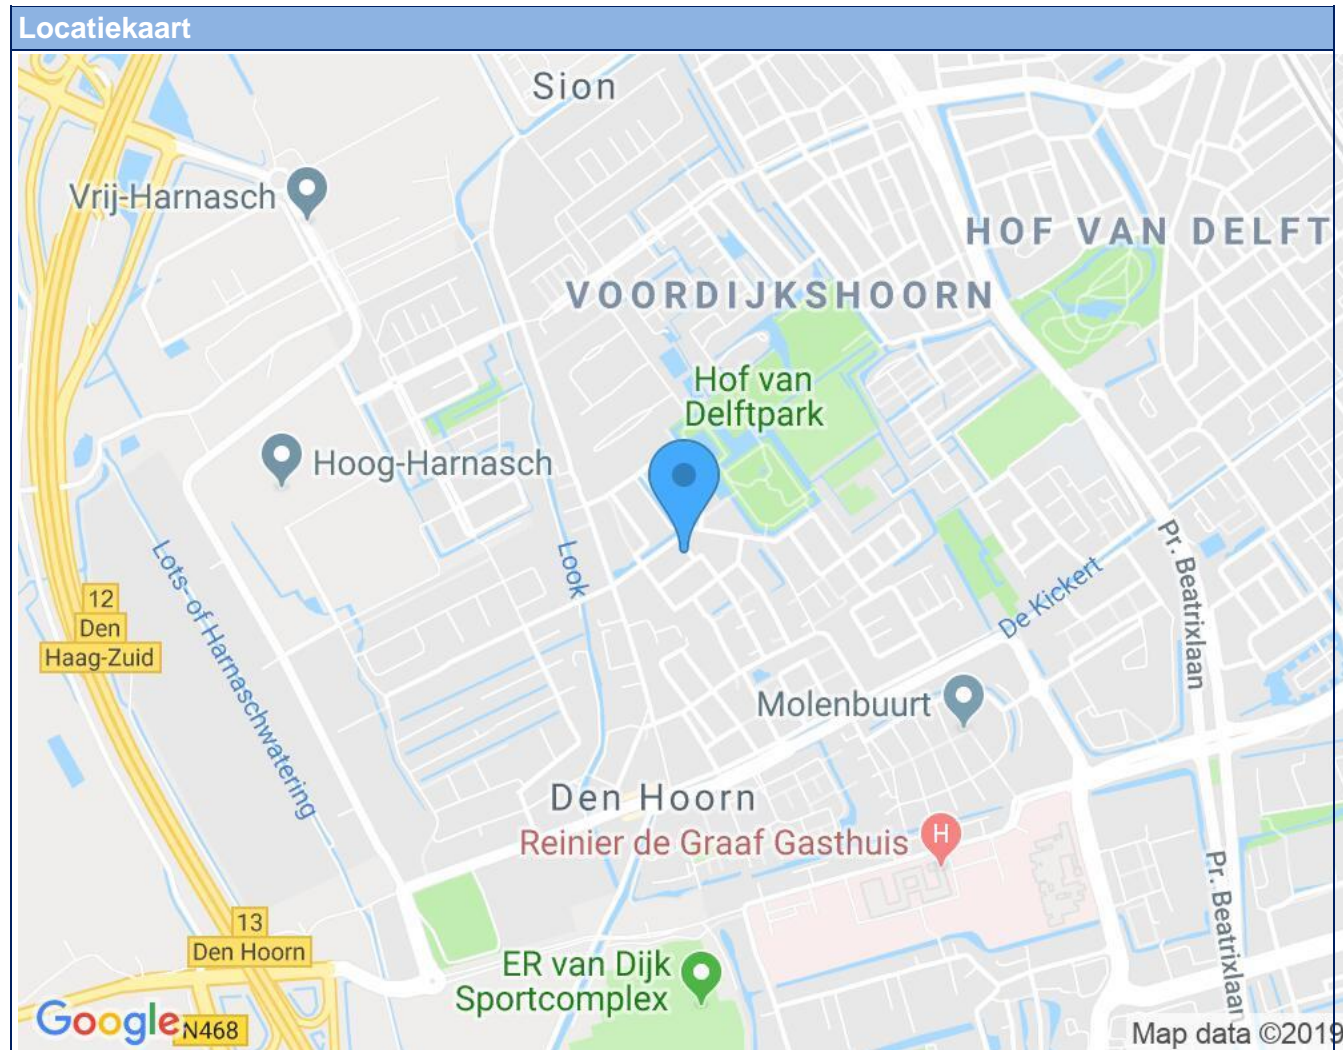 Locatiekaart
Sion
Vrij-Harnasch
HOF VAN DELFT
VOORDIJKSHOORN
Hof van
Delftpark
Hoog-Harnasch
Look
Lots- of Harnaschwatering
Pr. Beatrixlaan
De Kickert
12
Den
Haag-Zuid
Molenbuurt
Den Hoorn
Reinier de Graaf Gasthuis
H
Pr. Beatrixlaan
13
Den Hoorn
ER van Dijk
Sportcomplex
Google
N468
Map data ©2019